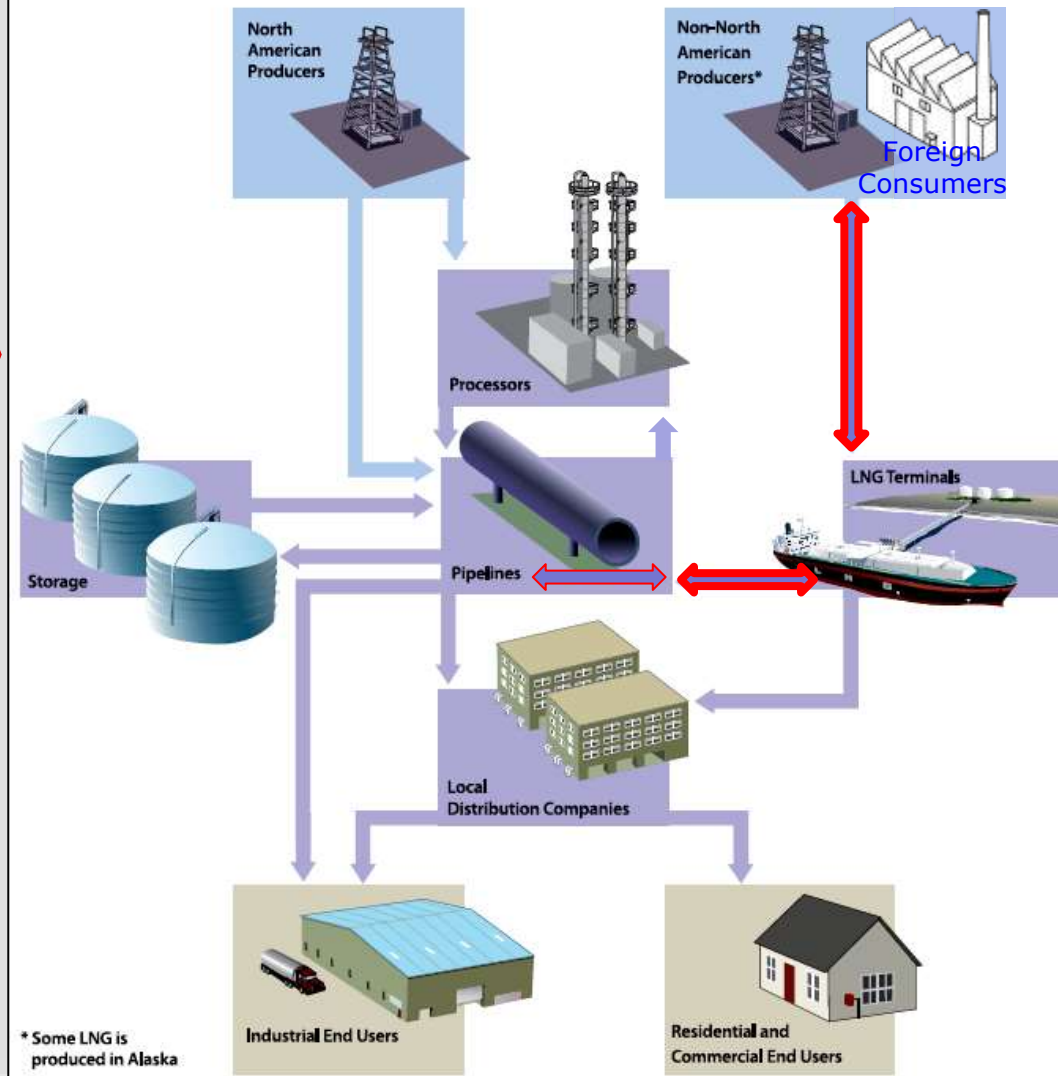 North
American
Producers
Non-North
American
Producers*
Foreign
Consumers
Processors
LNG Terminals
Storage
Pipelines
L N G
Local
Distribution Companies
Industrial End Users
Residential and
Commercial End Users
* Some LNG is
produced in Alaska